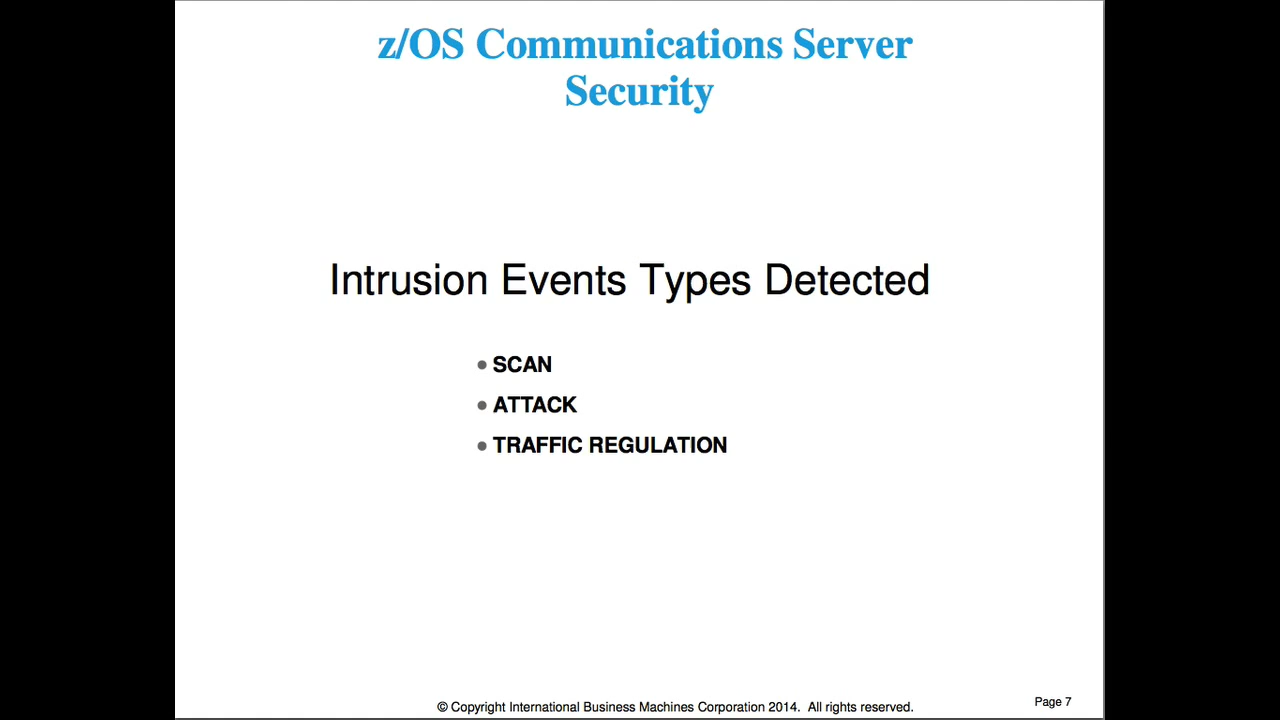 z/OS Communications Server
Security
Intrusion Events Types Detected
• SCAN
• ATTACK
• TRAFFIC REGULATION
© Copyright International Business Machines Corporation 2014. All rights reserved.
Page 7